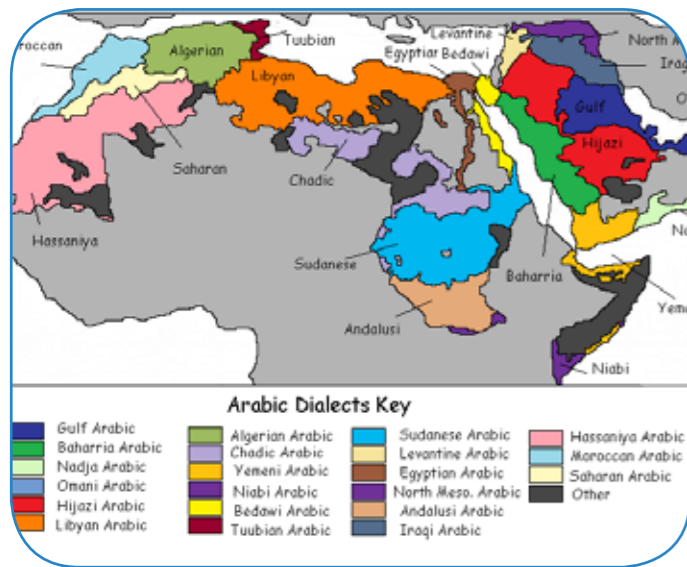 Levantine
North M
roccan
Algerian
Tuubian
Egyptiar Bedawi
Iraq
Libyan
O
Gulf
Saharan
Chadic
Hijazi
Hassaniya
Na
Sudanese
Baharria
Yeme
Andalusi
Niabi
Arabic Dialects Key
Gulf Arabic
Baharria Arabic
Nadja Arabic
Omani Arabic
Hijazi Arabic
Libyan Arabic
Algerian Arabic
Chadic Arabic
Yemeni Arabic
Niabi Arabic
Bedawi Arabic
Tuubian Arabic
Sudanese Arabic
Levantine Arabic
Egyptian Arabic
North Meso. Arabic
Andalusi Arabic
Iraqi Arabic
Hassaniya Arabic
Moroccan Arabic
Saharan Arabic
Other